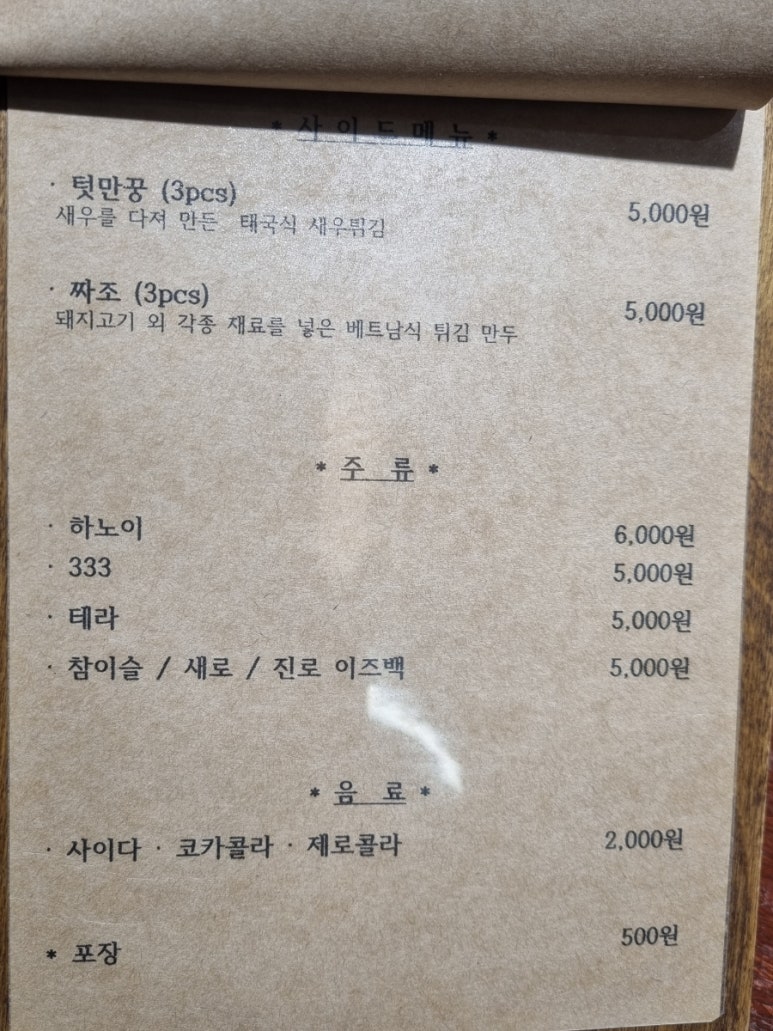 * 사 이 드 메 뉴 *
· 텃만꿍 (3pcs)
새우를 다져 만든 태국식 새우튀김
5,000원
· 짜조 (3pcs)
돼지고기 외 각종 재료를 넣은 베트남식 튀김 만두
5,000원
* 주 류 *
· 하노이 6,000원
· 333 5,000원
· 테라 5,000원
· 참이슬 / 새로 / 진로 이즈백 5,000원
* 음 료 *
· 사이다 · 코카콜라 · 제로콜라 2,000원
* 포장 500원